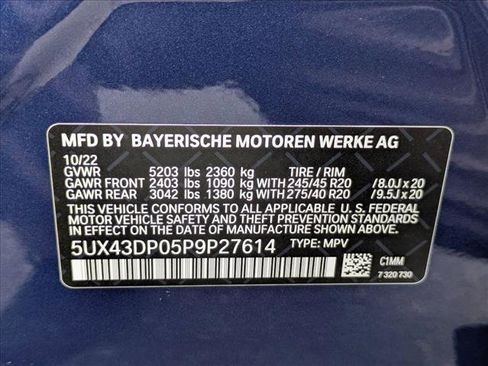 MFD BY BAYERISCHE MOTOREN WERKE AG
10/22
GVWR 5203 lbs 2360 kg TIRE / RIM
GAWR FRONT 2403 lbs 1090 kg WITH 245/45 R20 /8.0J x 20
GAWR REAR 3042 lbs 1380 kg WITH 275/40 R20 /9.5J x 20
THIS VEHICLE CONFORMS TO ALL APPLICABLE U.S. FEDERAL
MOTOR VEHICLE SAFETY AND THEFT PREVENTION STANDARDS
IN EFFECT ON THE DATE OF MANUFACTURE SHOWN ABOVE.
5UX43DP05P9P27614 TYPE: MPV
C1MM
7 320 730